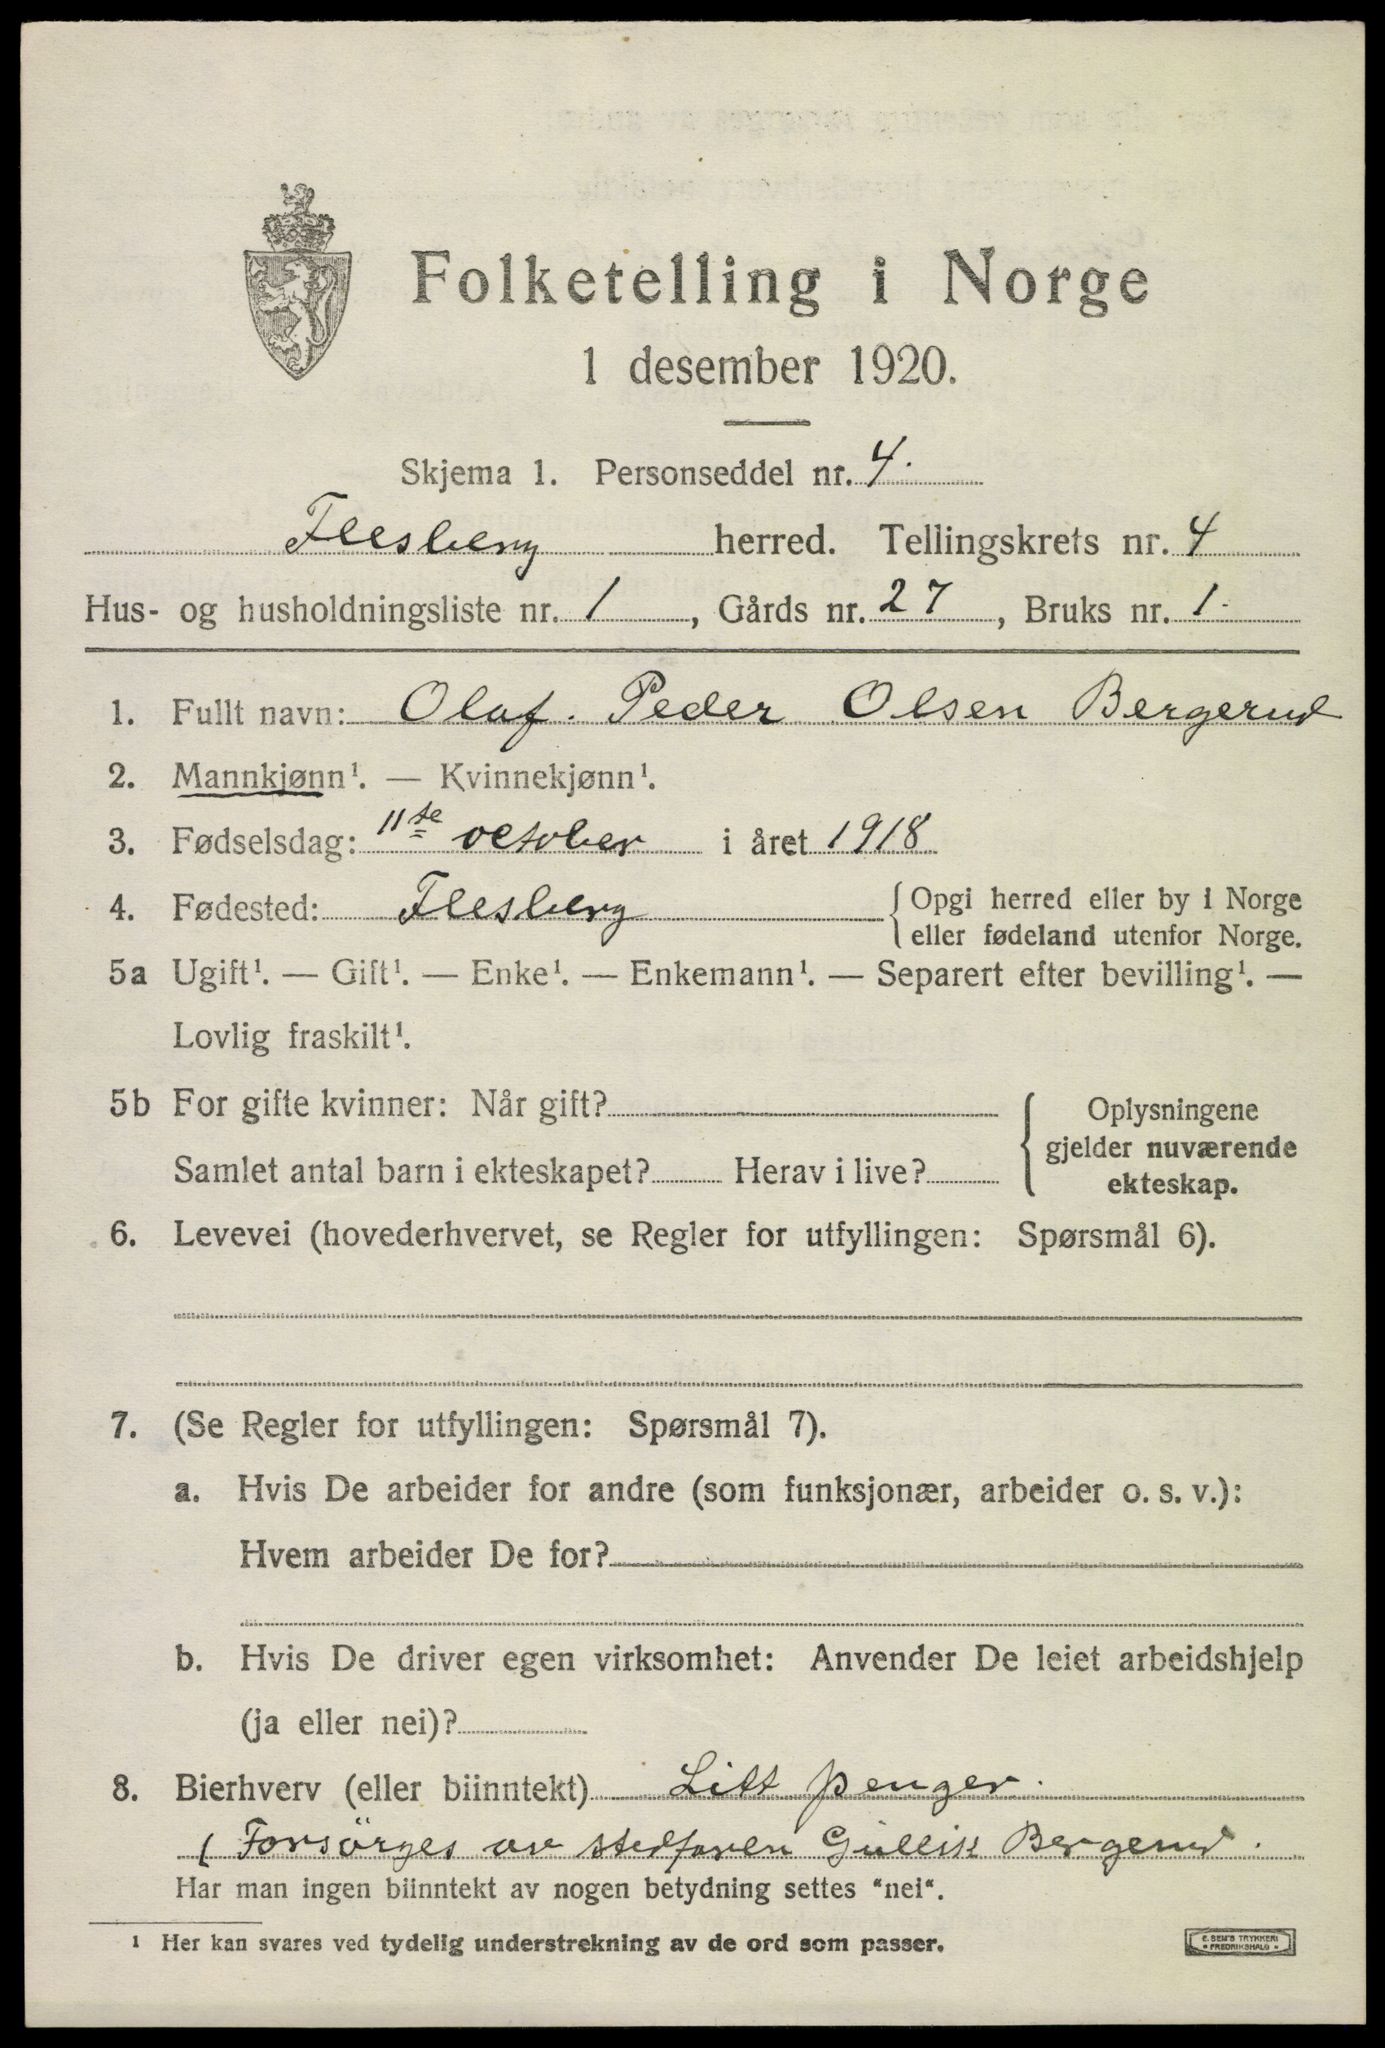 Folketelling i Norge
1 desember 1920.
Skjema 1. Personseddel nr. 4.
Flesberg herred. Tellingskrets nr. 4
Hus- og husholdningsliste nr. 1, Gårds nr. 27, Bruks nr. 1.
1. Fullt navn: Olaf. Peder Olsen Bergerud
2. Mannkjønn¹. — Kvinnekjønn¹.
3. Fødselsdag: 11te october i året 1918
4. Fødested: Flesberg { Opgi herred eller by i Norge
eller fødeland utenfor Norge.
5a Ugift¹. — Gift¹. — Enke¹. — Enkemann¹. — Separert efter bevilling¹. —
Lovlig fraskilt¹.
5b For gifte kvinner: Når gift? { Oplysningene
gjelder nuværende
Samlet antal barn i ekteskapet? Herav i live? ekteskap.
6. Levevei (hovederhvervet, se Regler for utfyllingen: Spørsmål 6).
7. (Se Regler for utfyllingen: Spørsmål 7).
a. Hvis De arbeider for andre (som funksjonær, arbeider o. s. v.):
Hvem arbeider De for?
b. Hvis De driver egen virksomhet: Anvender De leiet arbeidshjelp
(ja eller nei)?
8. Bierhverv (eller biinntekt) Litt penger.
( Forsörges av stedfaren Gullik Bergerud.
Har man ingen biinntekt av nogen betydning settes "nei".
¹ Her kan svares ved tydelig understrekning av de ord som passer.
E. SEM'S TRYKKERI
• FREDRIKSHALD •